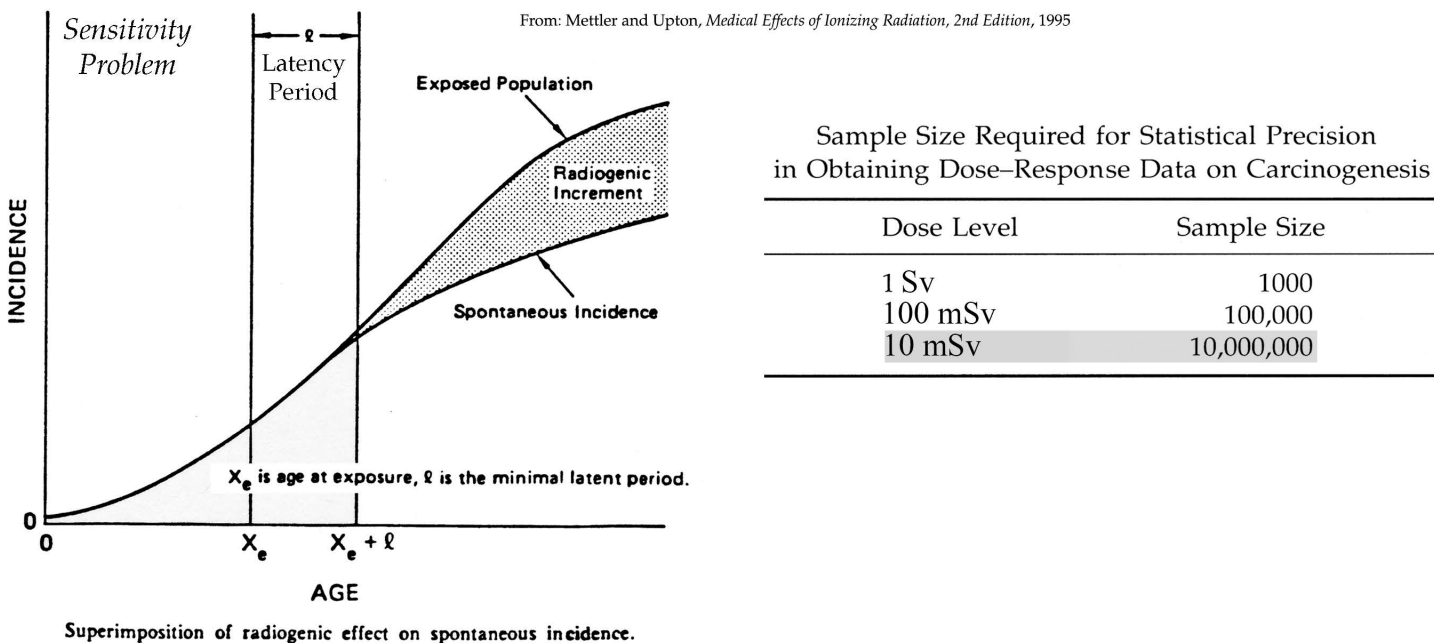 From: Mettler and Upton, Medical Effects of Ionizing Radiation, 2nd Edition, 1995
Sensitivity
Problem
ℓ
Latency
Period
Exposed Population
Radiogenic
Increment
Spontaneous Incidence
INCIDENCE
Xe is age at exposure, ℓ is the minimal latent period.
0
0
Xe
Xe + ℓ
AGE
Superimposition of radiogenic effect on spontaneous incidence.
Sample Size Required for Statistical Precision
in Obtaining Dose–Response Data on Carcinogenesis
Dose Level Sample Size
1 Sv 1000
100 mSv 100,000
10 mSv 10,000,000